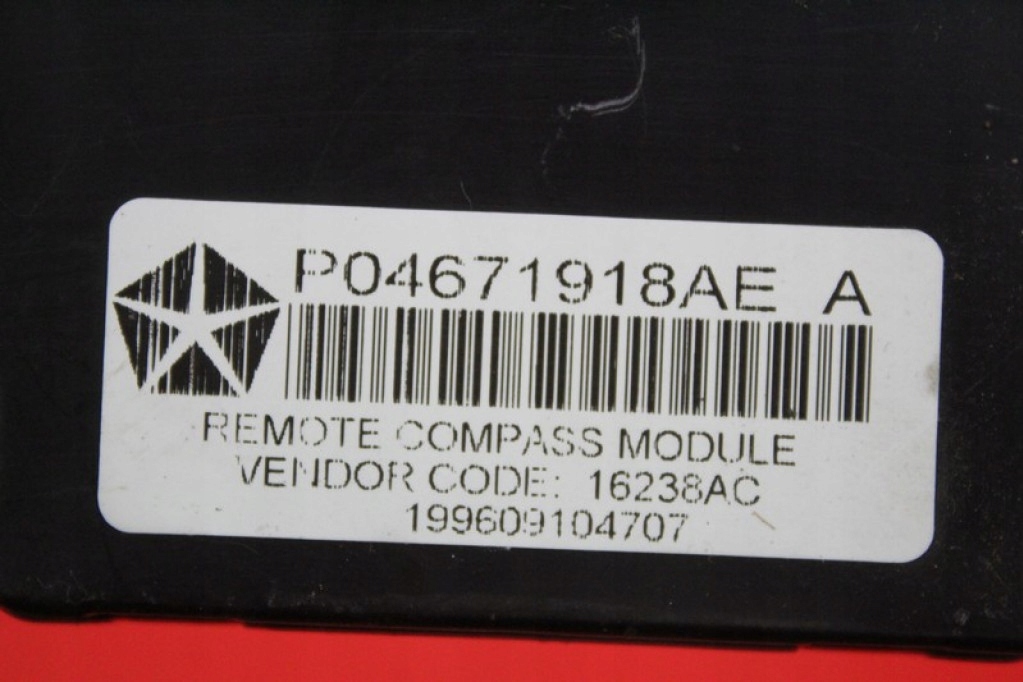 P04671918AE A
REMOTE COMPASS MODULE
VENDOR CODE: 16238AC
199609104707